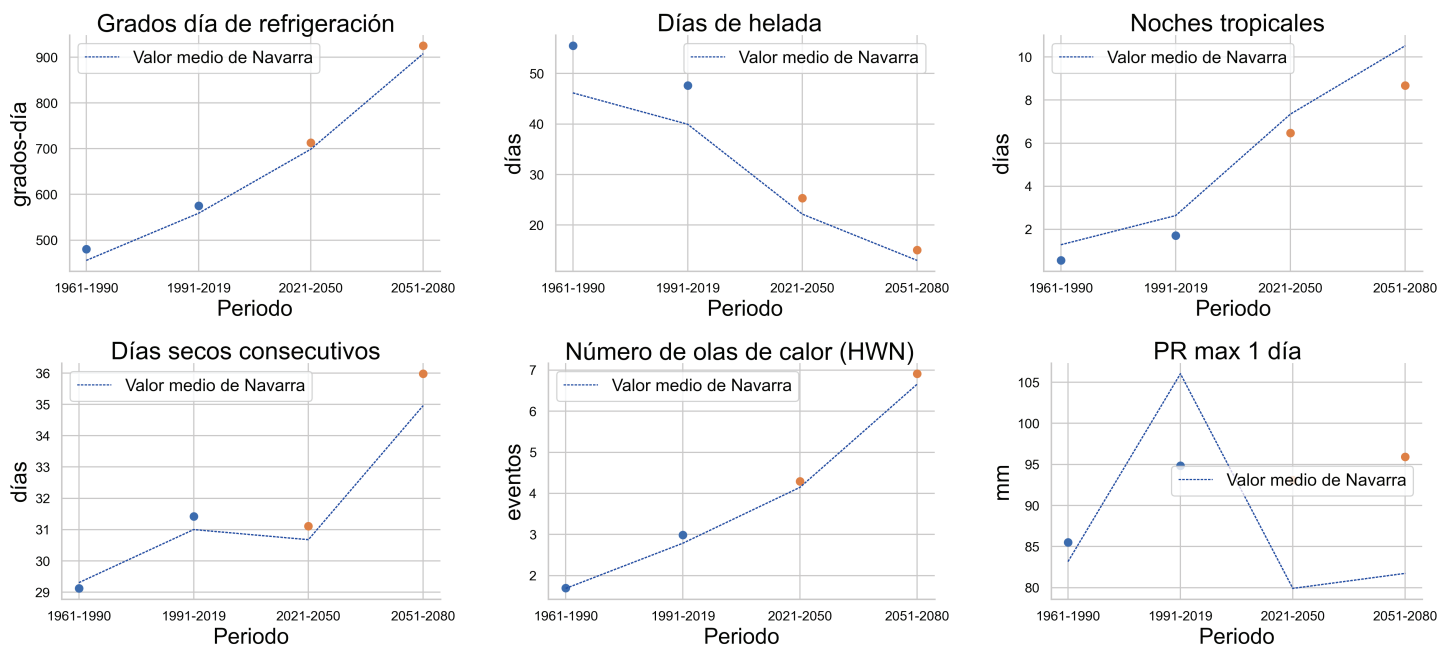 Grados día de refrigeración
Valor medio de Navarra
900
800
700
600
500
grados-día
1961-1990
1991-2019
2021-2050
2051-2080
Periodo
Días de helada
Valor medio de Navarra
50
40
30
20
días
1961-1990
1991-2019
2021-2050
2051-2080
Periodo
Noches tropicales
Valor medio de Navarra
10
8
6
4
2
días
1961-1990
1991-2019
2021-2050
2051-2080
Periodo
Días secos consecutivos
Valor medio de Navarra
36
35
34
33
32
31
30
29
días
1961-1990
1991-2019
2021-2050
2051-2080
Periodo
Número de olas de calor (HWN)
Valor medio de Navarra
7
6
5
4
3
2
eventos
1961-1990
1991-2019
2021-2050
2051-2080
Periodo
PR max 1 día
Valor medio de Navarra
105
100
95
90
85
80
mm
1961-1990
1991-2019
2021-2050
2051-2080
Periodo